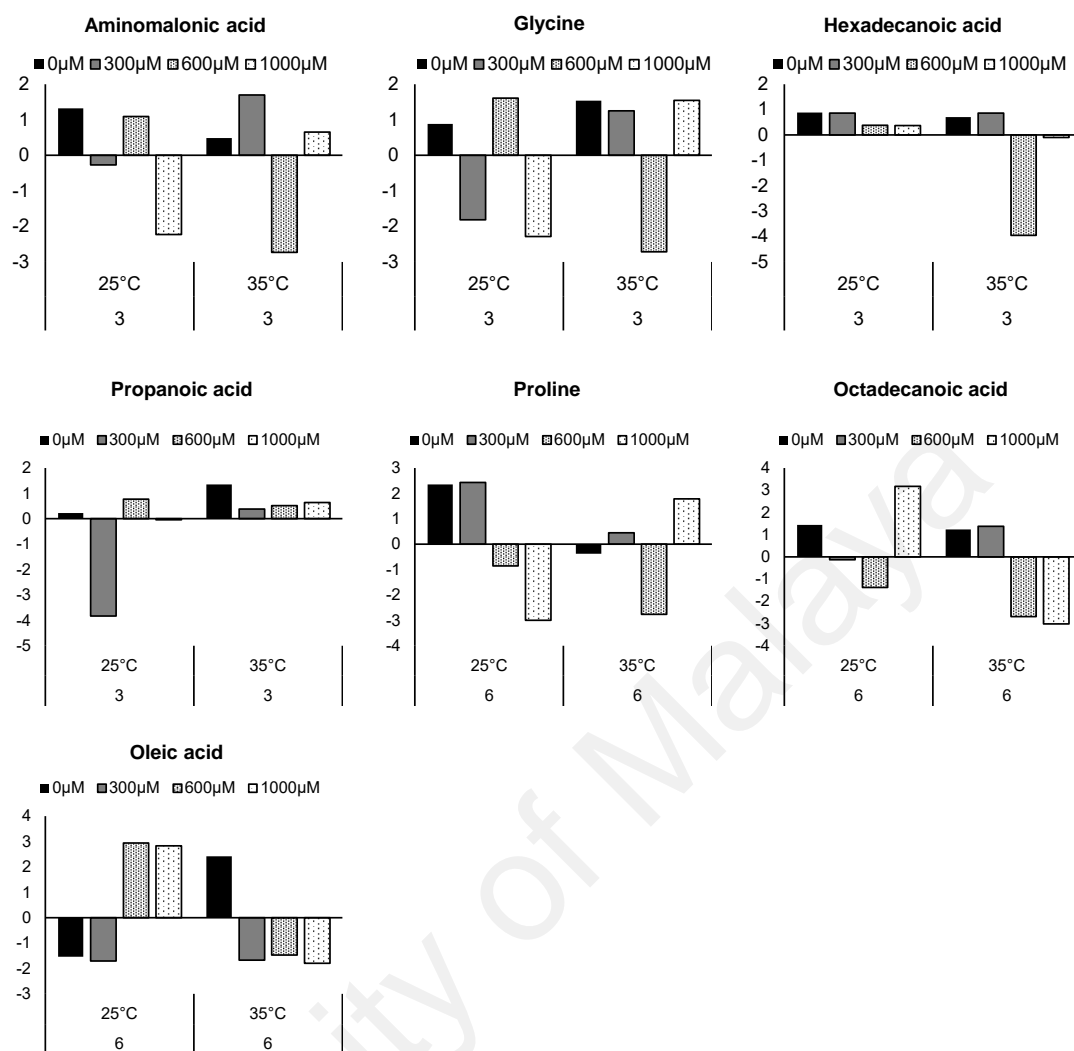 Aminomalonic acid
■0µM ■300µM ■600µM □1000µM
2
1
0
-1
-2
-3
25°C 35°C
3 3
Glycine
■0µM ■300µM ■600µM □1000µM
2
1
0
-1
-2
-3
25°C 35°C
3 3
Hexadecanoic acid
■0µM ■300µM ■600µM □1000µM
2
1
0
-1
-2
-3
-4
-5
25°C 35°C
3 3
Propanoic acid
■0µM ■300µM ■600µM □1000µM
2
1
0
-1
-2
-3
-4
-5
25°C 35°C
3 3
Proline
■0µM ■300µM ■600µM □1000µM
3
2
1
0
-1
-2
-3
-4
25°C 35°C
6 6
Octadecanoic acid
■0µM ■300µM ■600µM □1000µM
4
3
2
1
0
-1
-2
-3
-4
25°C 35°C
6 6
Oleic acid
■0µM ■300µM ■600µM □1000µM
4
3
2
1
0
-1
-2
-3
25°C 35°C
6 6
ity of Malaya